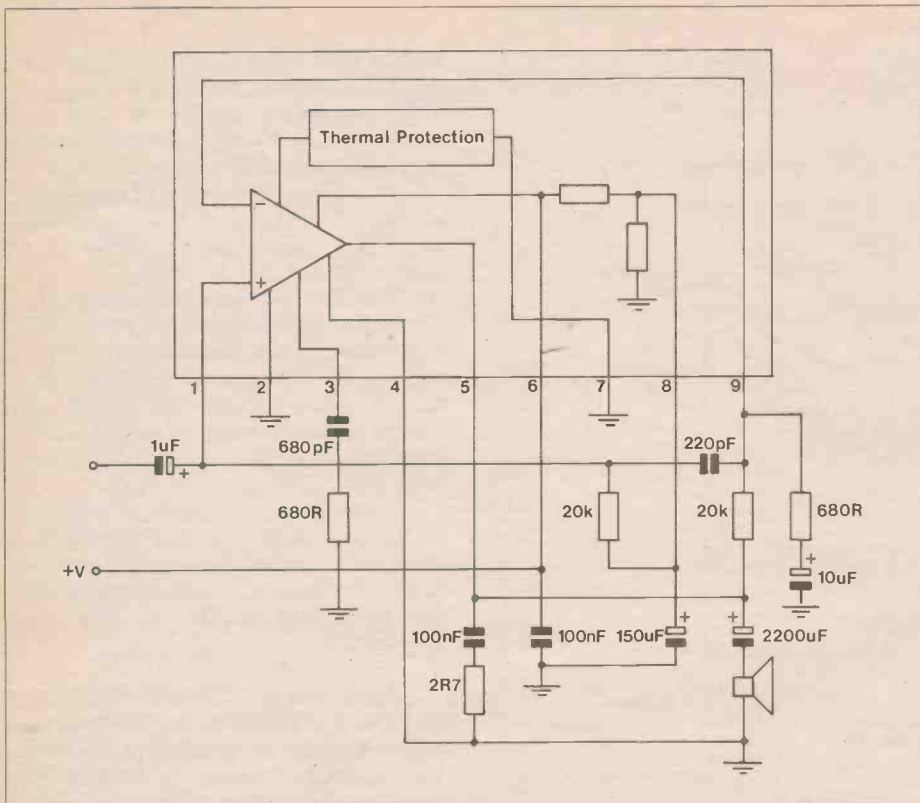 Thermal Protection
−
+
1 2 3 4 5 6 7 8 9
1uF
+
680pF
220pF
680R
20k
20k
680R
+V
+
10uF
100nF
100nF
150uF
+
+
2200uF
2R7